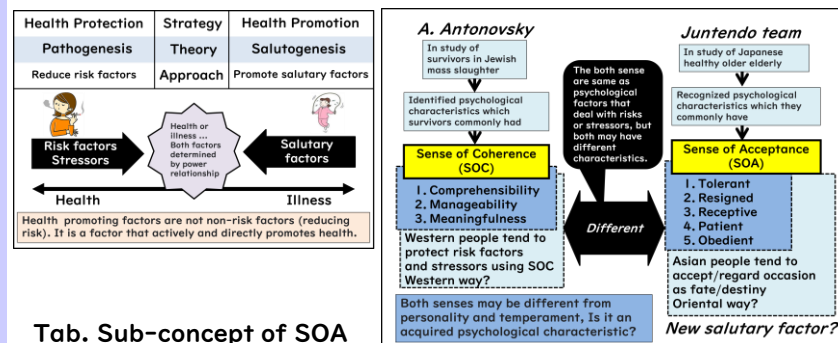 Health Protection Strategy Health Promotion
Pathogenesis Theory Salutogenesis
Reduce risk factors Approach Promote salutary factors
Risk factors
Stressors
Health or
illness ...
Both factors
determined
by power
relationship
Salutary
factors
Health Illness
Health promoting factors are not non-risk factors (reducing
risk). It is a factor that actively and directly promotes health.
Tab. Sub-concept of SOA
A. Antonovsky
In study of
survivors in Jewish
mass slaughter
Identified psychological
characteristics which
survivors commonly had
Sense of Coherence
(SOC)
1. Comprehensibility
2. Manageability
3. Meaningfulness
Western people tend to
protect risk factors
and stressors using SOC
Western way?
The both sense
are same as
psychological
factors that
deal with risks
or stressors, but
both may have
different
characteristics.
Different
Juntendo team
In study of Japanese
healthy older elderly
Recognized psychological
characteristics which they
commonly have
Sense of Acceptance
(SOA)
1. Tolerant
2. Resigned
3. Receptive
4. Patient
5. Obedient
Asian people tend to
accept/regard occasion
as fate/destiny
Oriental way?
Both senses may be different from
personality and temperament, Is it an
acquired psychological characteristic?
New salutary factor?